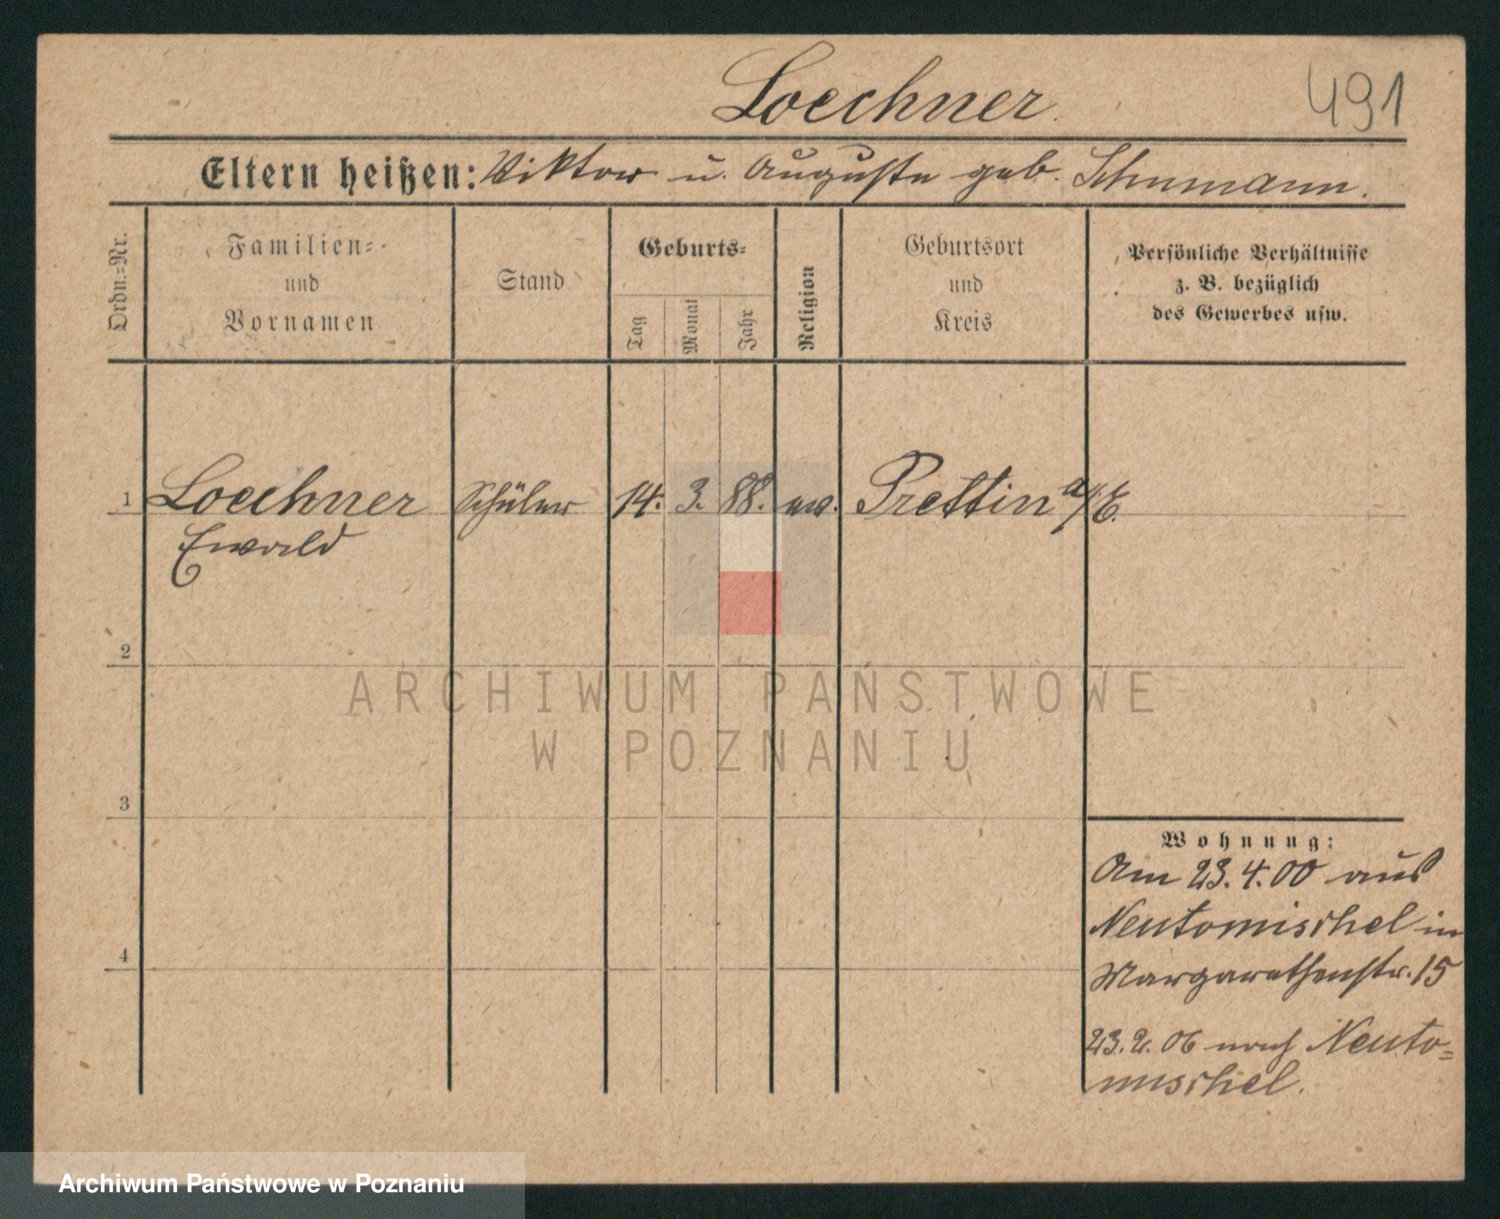 Loechner.
491
Eltern heißen: Viktor u. Auguste geb. Schumann.
Ordn.=Nr.
Familien=
und
Vornamen
Stand
Geburts=
Tag
Monat
Jahr
Religion
Geburtsort
und
Kreis
Persönliche Verhältnisse
z. B. bezüglich
des Gewerbes usw.
1 Loechner Schüler 14. 3. 88. ev. Prettin a/E.
Ewald
2
ARCHIWUM PAŃSTWOWE
W POZNANIU
3
Wohnung:
Am 23.4.00 aus
Neutomischel in
4
Margarethenstr. 15
23.2.06 nach Neuto=
mischel.
Archiwum Państwowe w Poznaniu